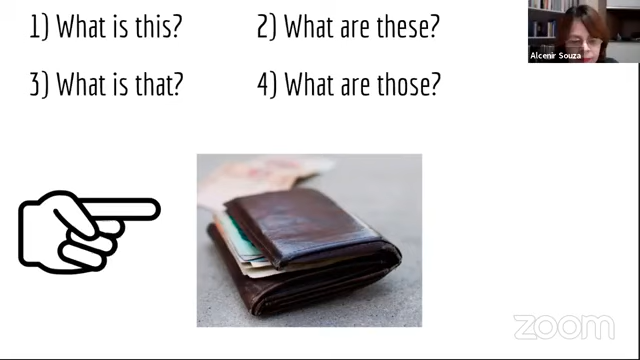 1) What is this? 2) What are these?
3) What is that? 4) What are those?
Alcenir Souza
zoom